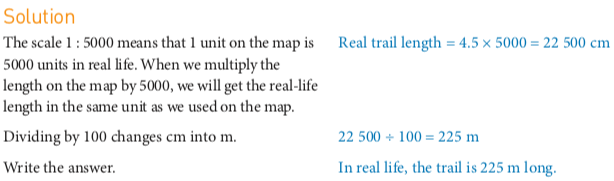 Solution
The scale 1 : 5000 means that 1 unit on the map is
5000 units in real life. When we multiply the
length on the map by 5000, we will get the real-life
length in the same unit as we used on the map.
Real trail length = 4.5 × 5000 = 22 500 cm
Dividing by 100 changes cm into m.
22 500 ÷ 100 = 225 m
Write the answer.
In real life, the trail is 225 m long.